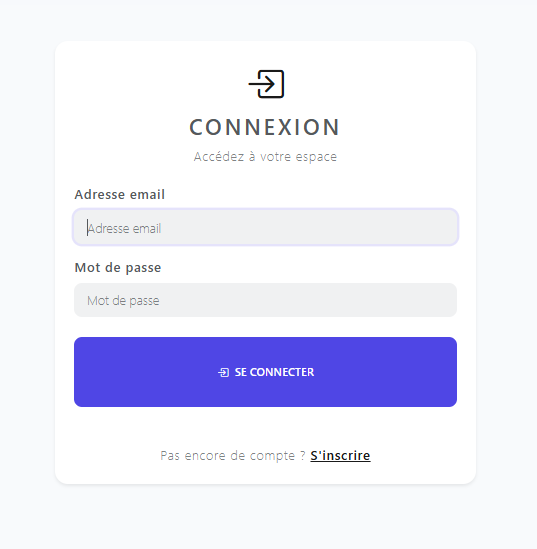 CONNEXION
Accédez à votre espace
Adresse email
Adresse email
Mot de passe
Mot de passe
SE CONNECTER
Pas encore de compte ? S'inscrire